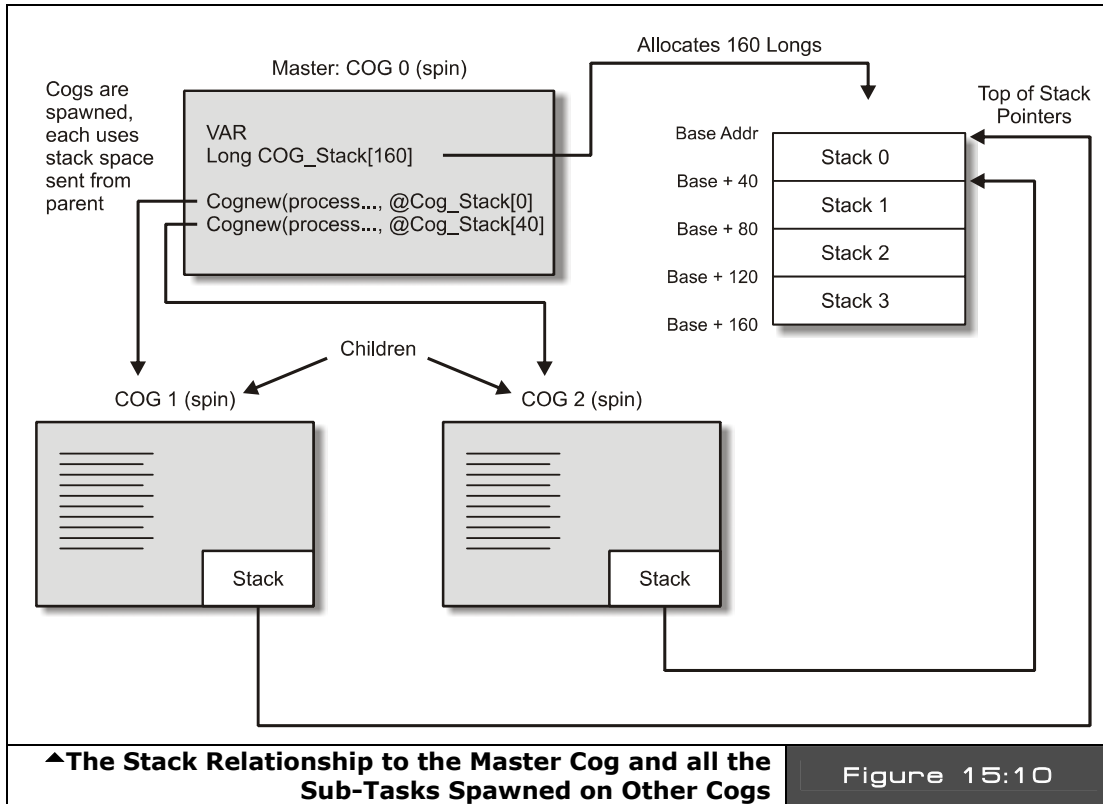 Allocates 160 Longs
Master: COG 0 (spin)
Cogs are
spawned,
each uses
stack space
sent from
parent
VAR
Long COG_Stack[160]
Cognew(process..., @Cog_Stack[0]
Cognew(process..., @Cog_Stack[40]
Top of Stack
Pointers
Base Addr
Stack 0
Base + 40
Stack 1
Base + 80
Stack 2
Base + 120
Stack 3
Base + 160
Children
COG 1 (spin)
COG 2 (spin)
Stack
Stack
▲The Stack Relationship to the Master Cog and all the
Sub-Tasks Spawned on Other Cogs
Figure 15:10